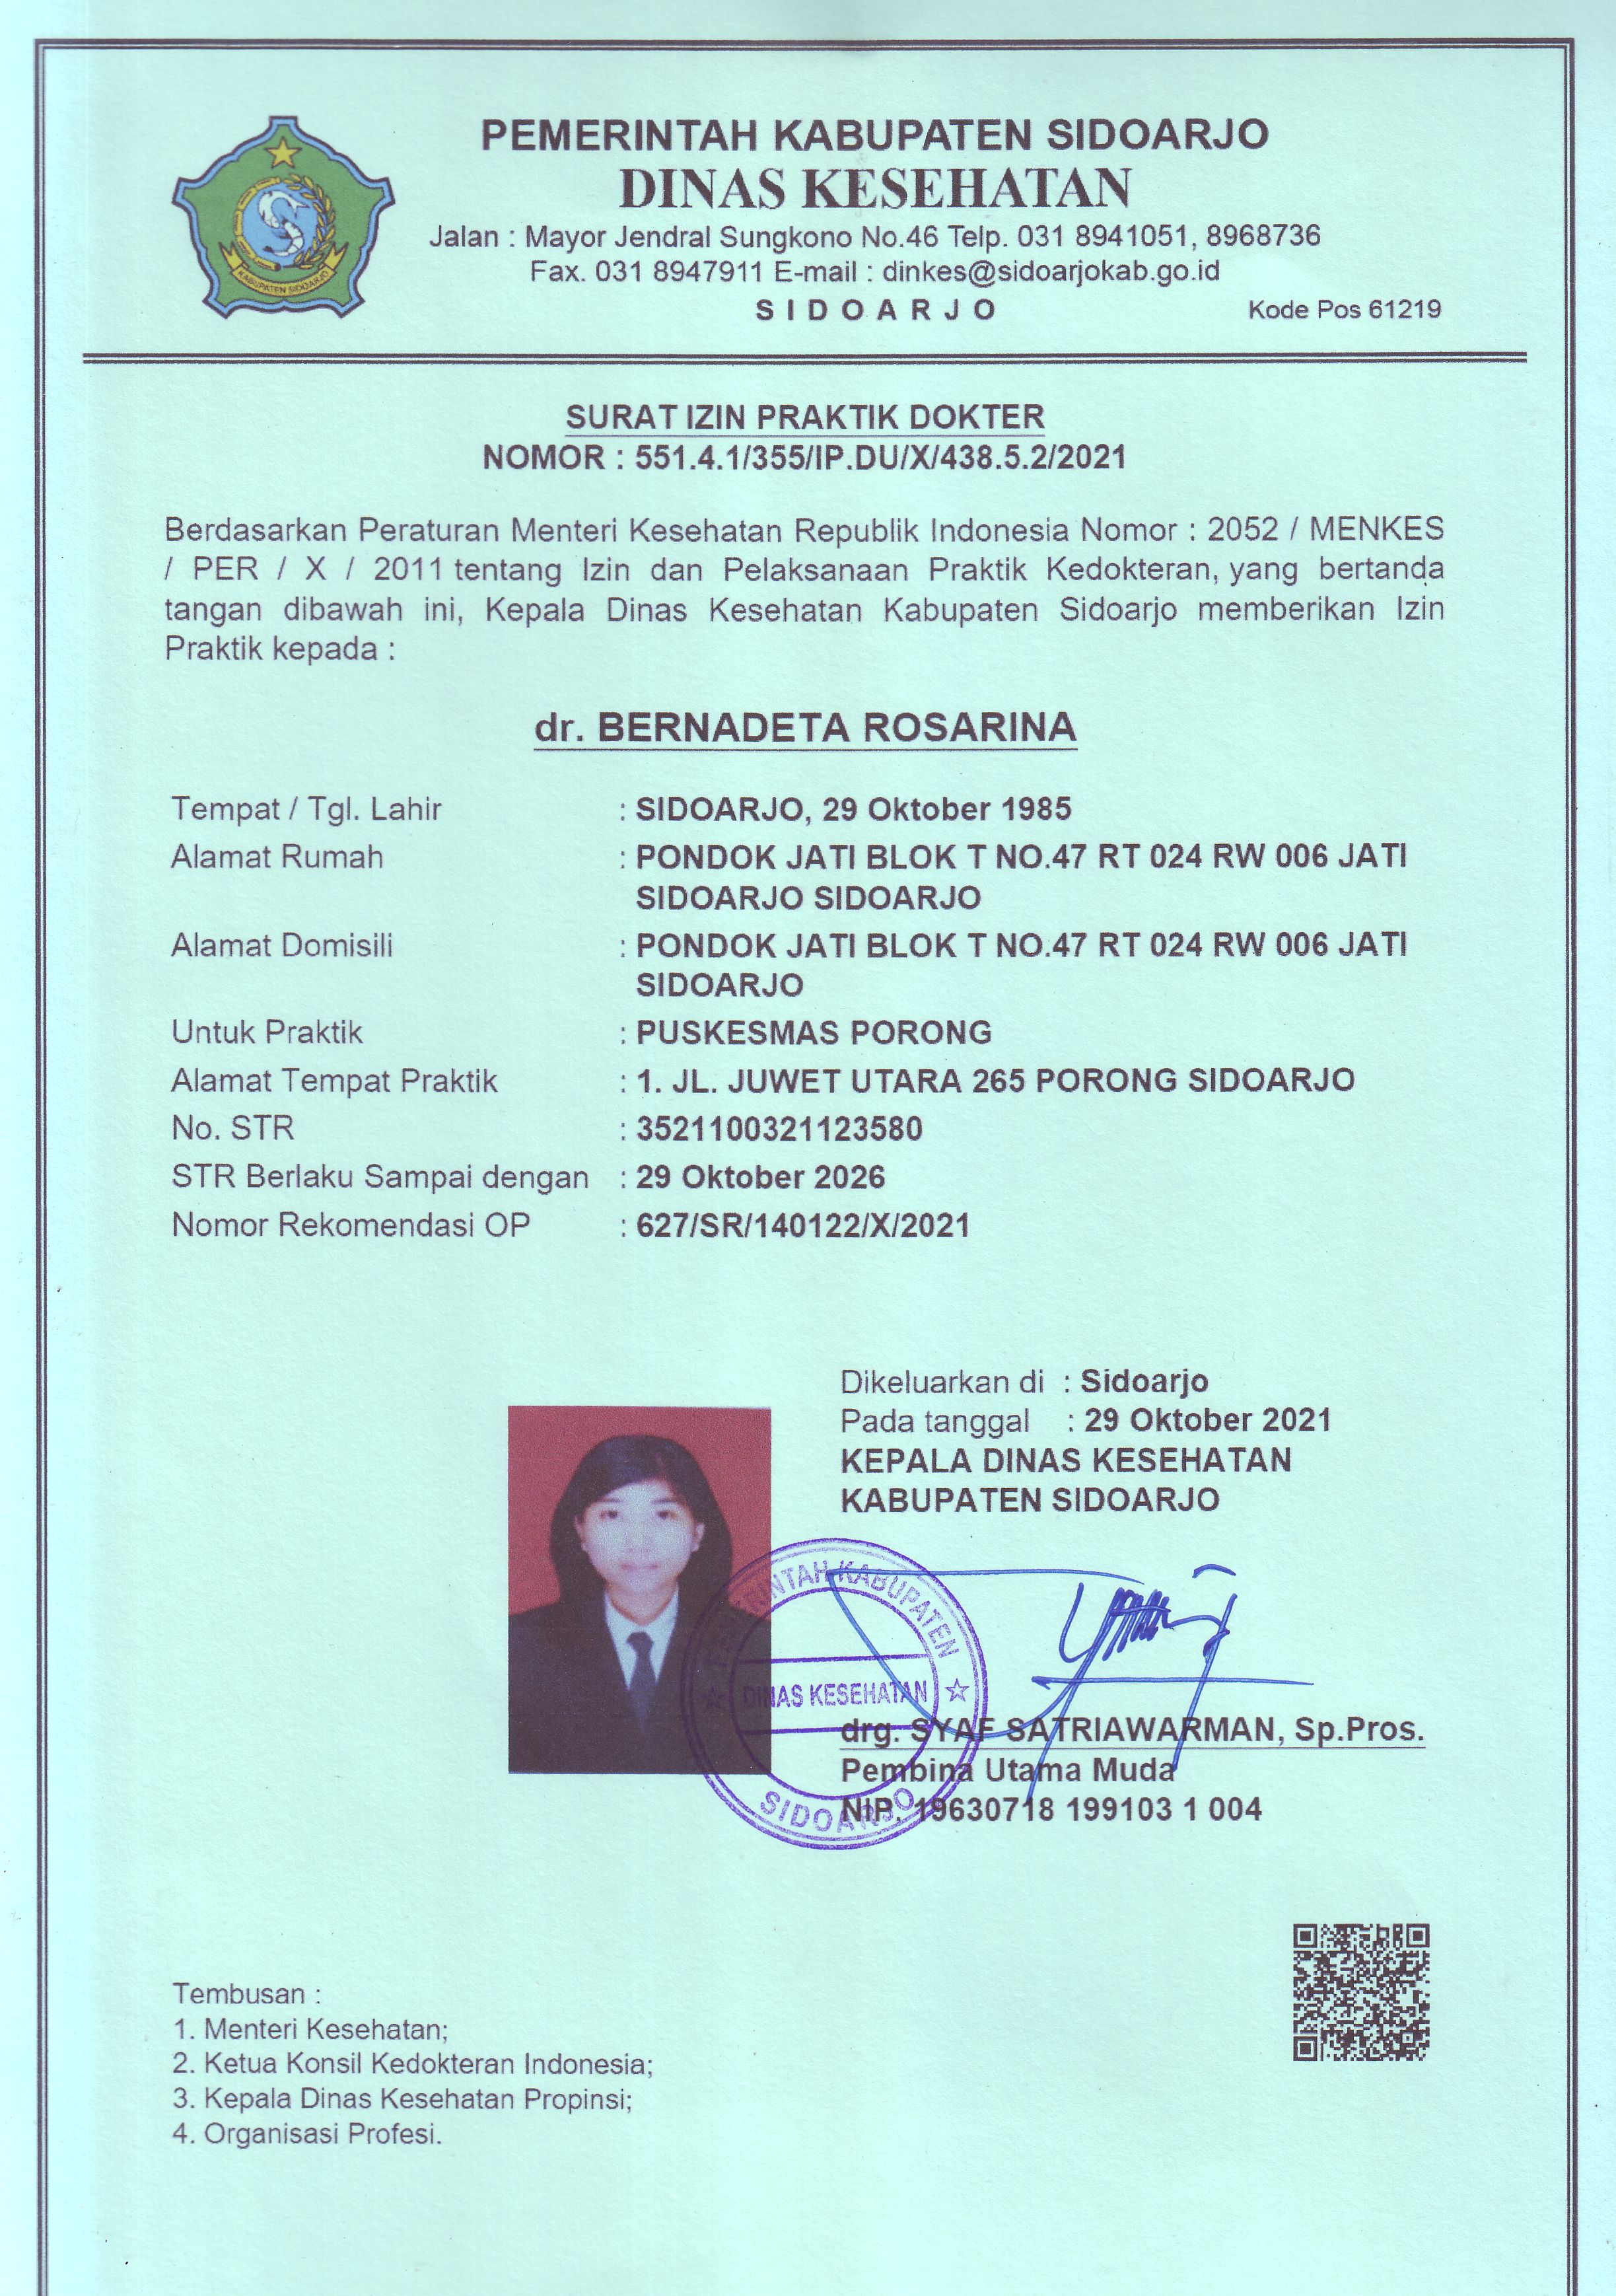 PEMERINTAH KABUPATEN SIDOARJO
DINAS KESEHATAN
Jalan : Mayor Jendral Sungkono No.46 Telp. 031 8941051, 8968736
Fax. 031 8947911 E-mail : dinkes@sidoarjokab.go.id
S I D O A R J O Kode Pos 61219
KABUPATEN SIDOARJO
SURAT IZIN PRAKTIK DOKTER
NOMOR : 551.4.1/355/IP.DU/X/438.5.2/2021
Berdasarkan Peraturan Menteri Kesehatan Republik Indonesia Nomor : 2052 / MENKES
/ PER / X / 2011 tentang Izin dan Pelaksanaan Praktik Kedokteran, yang bertanda
tangan dibawah ini, Kepala Dinas Kesehatan Kabupaten Sidoarjo memberikan Izin
Praktik kepada :
dr. BERNADETA ROSARINA
Tempat / Tgl. Lahir : SIDOARJO, 29 Oktober 1985
Alamat Rumah : PONDOK JATI BLOK T NO.47 RT 024 RW 006 JATI
SIDOARJO SIDOARJO
Alamat Domisili : PONDOK JATI BLOK T NO.47 RT 024 RW 006 JATI
SIDOARJO
Untuk Praktik : PUSKESMAS PORONG
Alamat Tempat Praktik : 1. JL. JUWET UTARA 265 PORONG SIDOARJO
No. STR : 3521100321123580
STR Berlaku Sampai dengan : 29 Oktober 2026
Nomor Rekomendasi OP : 627/SR/140122/X/2021
Dikeluarkan di : Sidoarjo
Pada tanggal : 29 Oktober 2021
KEPALA DINAS KESEHATAN
KABUPATEN SIDOARJO
PEMERINTAH KABUPATEN
DINAS KESEHATAN
SIDOARJO
drg. SYAF SATRIAWARMAN, Sp.Pros.
Pembina Utama Muda
NIP. 19630718 199103 1 004
Tembusan :
1. Menteri Kesehatan;
2. Ketua Konsil Kedokteran Indonesia;
3. Kepala Dinas Kesehatan Propinsi;
4. Organisasi Profesi.